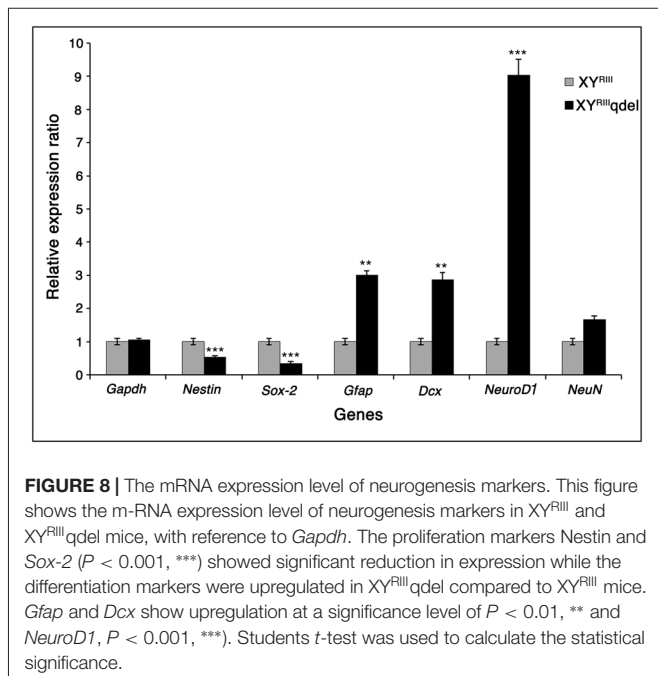 10
9
8
7
6
5
4
3
2
1
0
Relative expression ratio
***
XYRIII
XYRIIIqdel
**
**
***
***
Gapdh Nestin Sox-2 Gfap Dcx NeuroD1 NeuN
Genes
FIGURE 8 | The mRNA expression level of neurogenesis markers. This figure
shows the m-RNA expression level of neurogenesis markers in XYRIII and
XYRIIIqdel mice, with reference to Gapdh. The proliferation markers Nestin and
Sox-2 (P < 0.001, ***) showed significant reduction in expression while the
differentiation markers were upregulated in XYRIIIqdel compared to XYRIII mice.
Gfap and Dcx show upregulation at a significance level of P < 0.01, ** and
NeuroD1, P < 0.001, ***). Students t-test was used to calculate the statistical
significance.